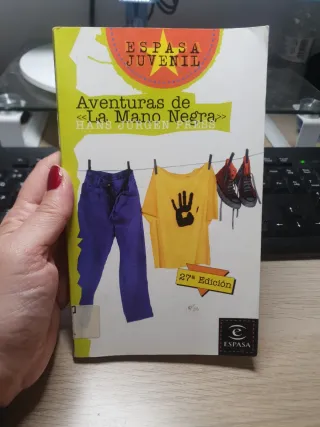 ESPASA
JUVENIL
Aventuras de
«La Mano Negra»
HANS JÜRGEN PRESS
27ª Edición
ESPASA